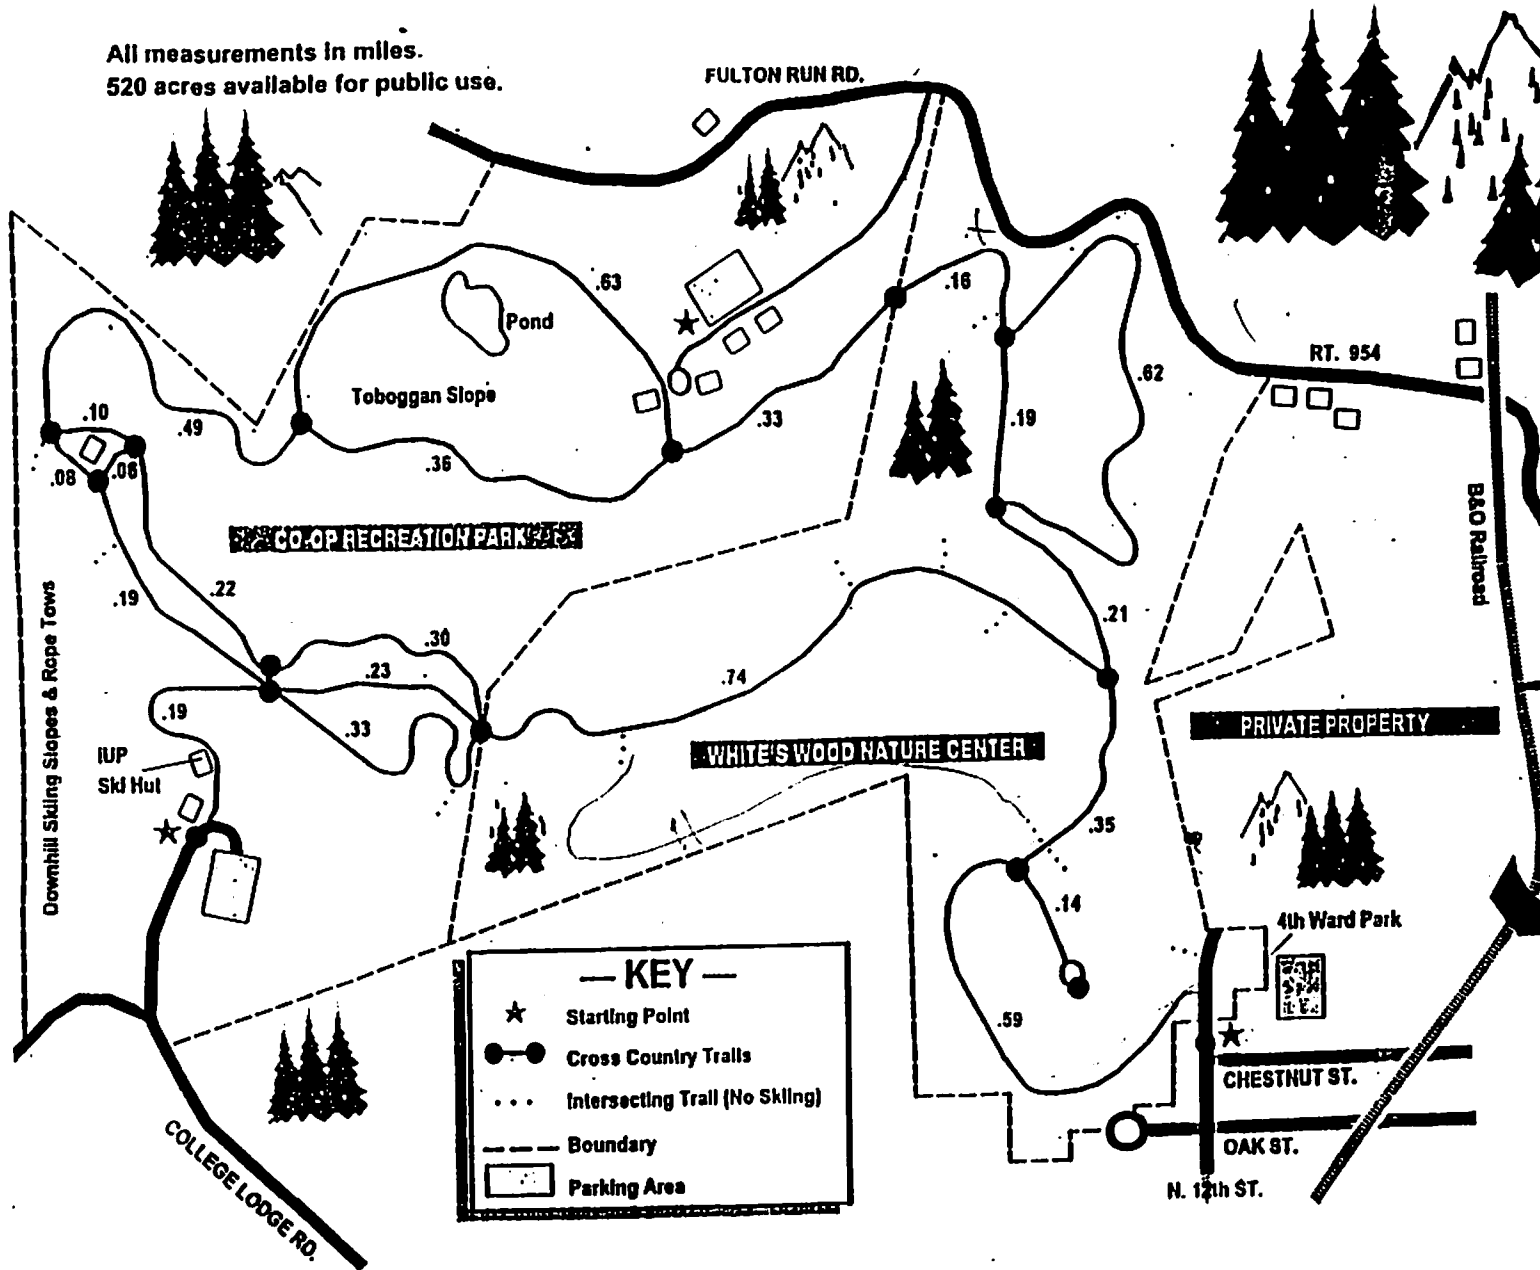 All measurements in miles.
520 acres available for public use.
FULTON RUN RD.
.63
Pond
.16
RT. 954
Toboggan Slope
.62
.10
.49
.33
.19
.36
.08
.06
B&O Railroad
CO-OP RECREATION PARK
Downhill Skiing Slopes & Rope Tows
.22
.19
.21
.30
.23
.74
.19
.33
PRIVATE PROPERTY
WHITE'S WOOD NATURE CENTER
IUP
Ski Hut
.35
.14
4th Ward Park
KEY
Starting Point
Cross Country Trails
Intersecting Trail (No Skiing)
Boundary
Parking Area
.59
CHESTNUT ST.
OAK ST.
N. 12th ST.
COLLEGE LODGE RD.